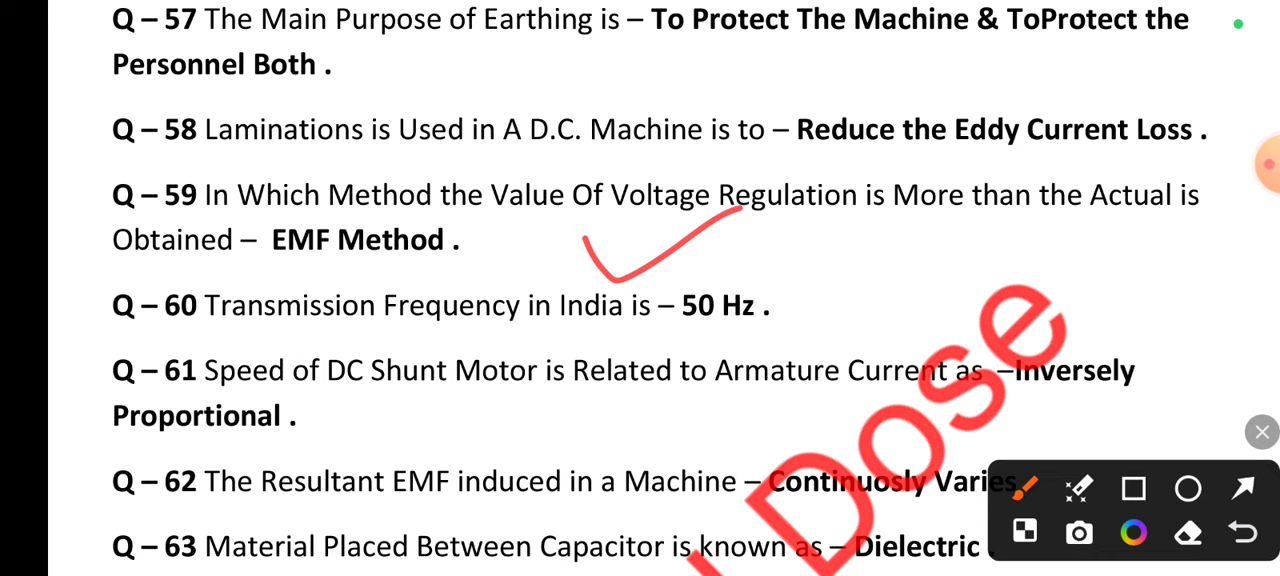 Q – 57 The Main Purpose of Earthing is – To Protect The Machine & ToProtect the
Personnel Both .
Q – 58 Laminations is Used in A D.C. Machine is to – Reduce the Eddy Current Loss .
Q – 59 In Which Method the Value Of Voltage Regulation is More than the Actual is
Obtained – EMF Method .
Q – 60 Transmission Frequency in India is – 50 Hz .
Q – 61 Speed of DC Shunt Motor is Related to Armature Current as –Inversely
Proportional .
Q – 62 The Resultant EMF induced in a Machine – Continuosly Varies
Q – 63 Material Placed Between Capacitor is known as – Dielectric .
Dose